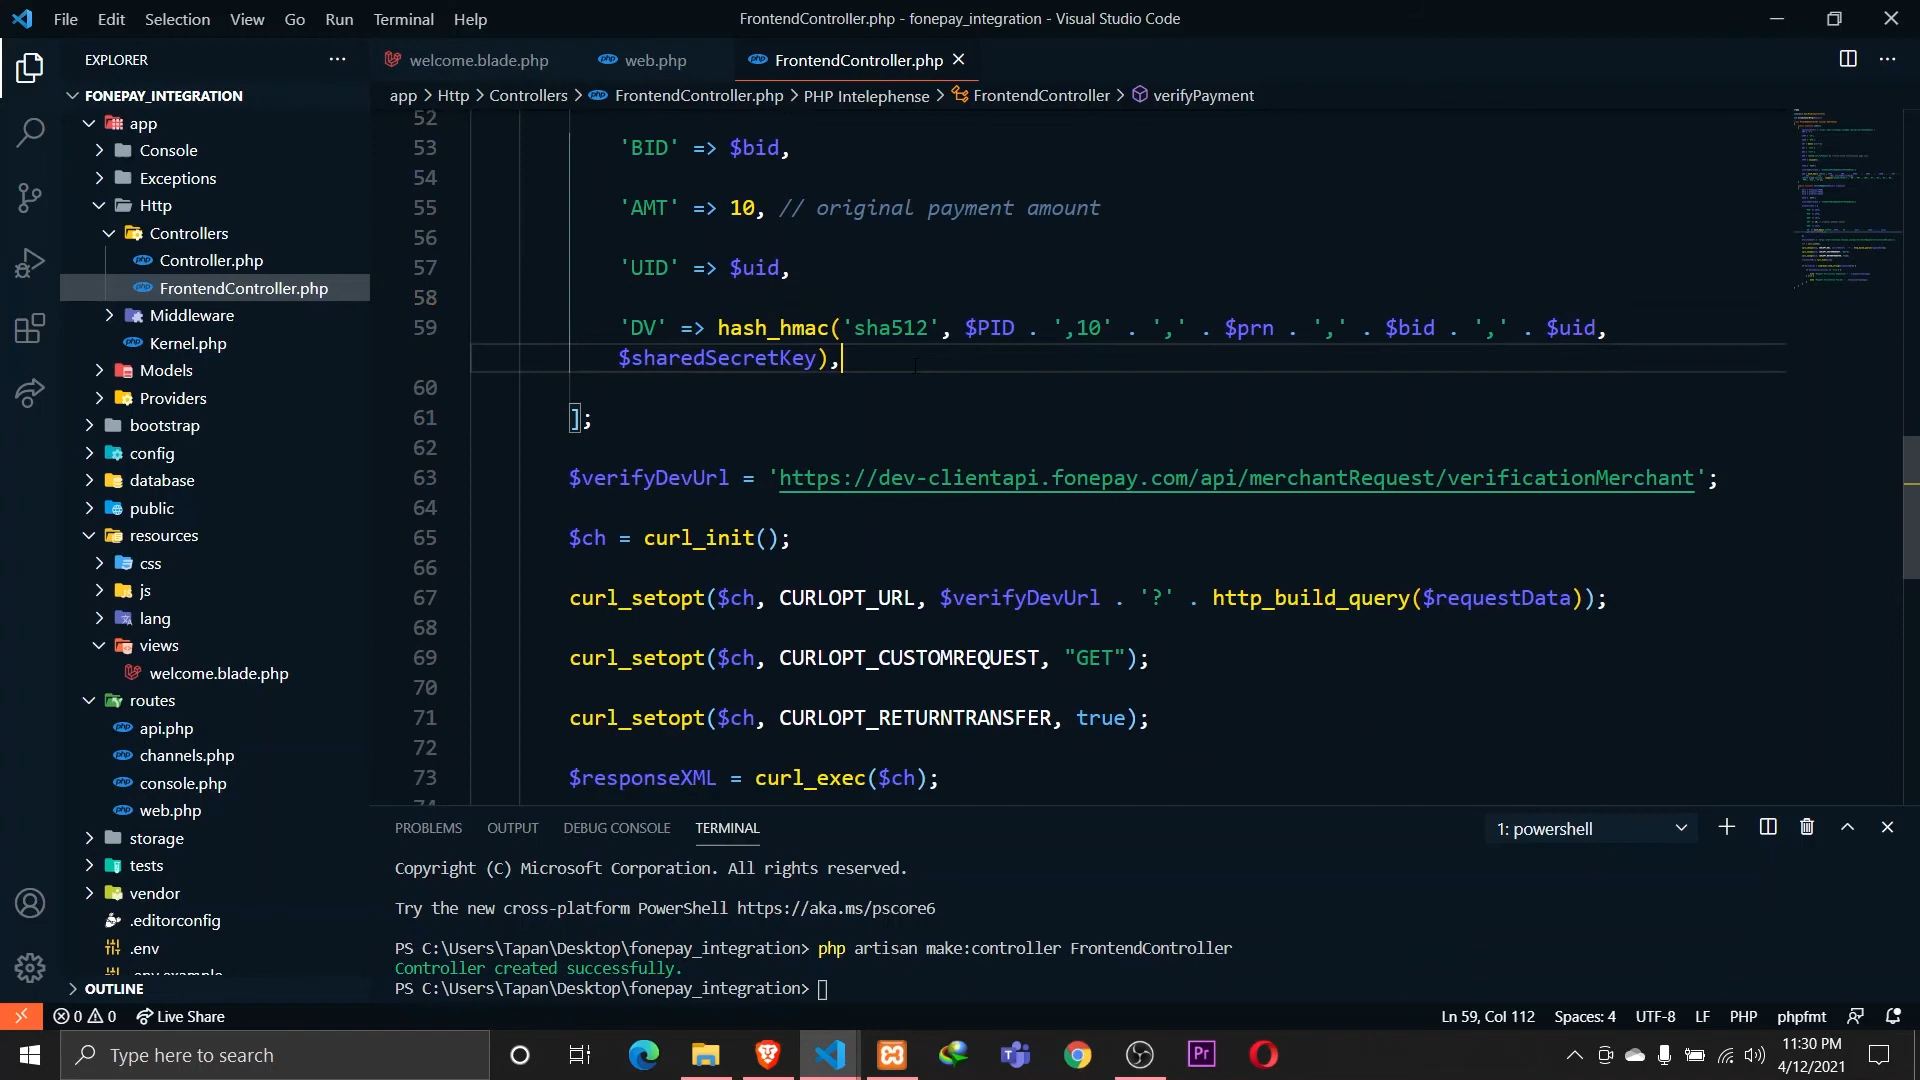 File Edit Selection View Go Run Terminal Help
FrontendController.php - fonepay_integration - Visual Studio Code
EXPLORER
welcome.blade.php
web.php
FrontendController.php
app > Http > Controllers > FrontendController.php > PHP Intelephense > FrontendController > verifyPayment
FONEPAY_INTEGRATION
app
Console
Exceptions
Http
Controllers
Controller.php
FrontendController.php
Middleware
Kernel.php
Models
Providers
bootstrap
config
database
public
resources
css
js
lang
views
welcome.blade.php
routes
api.php
channels.php
console.php
web.php
storage
tests
vendor
.editorconfig
.env
.env.example
OUTLINE
52
53 'BID' => $bid,
54
55 'AMT' => 10, // original payment amount
56
57 'UID' => $uid,
58
59 'DV' => hash_hmac('sha512', $PID . ',10' . ',' . $prn . ',' . $bid . ',' . $uid,
$sharedSecretKey),
60
61 ];
62
63 $verifyDevUrl = 'https://dev-clientapi.fonepay.com/api/merchantRequest/verificationMerchant';
64
65 $ch = curl_init();
66
67 curl_setopt($ch, CURLOPT_URL, $verifyDevUrl . '?' . http_build_query($requestData));
68
69 curl_setopt($ch, CURLOPT_CUSTOMREQUEST, "GET");
70
71 curl_setopt($ch, CURLOPT_RETURNTRANSFER, true);
72
73 $responseXML = curl_exec($ch);
74
PROBLEMS OUTPUT DEBUG CONSOLE TERMINAL
1: powershell
Copyright (C) Microsoft Corporation. All rights reserved.
Try the new cross-platform PowerShell https://aka.ms/pscore6
PS C:\Users\Tapan\Desktop\fonepay_integration> php artisan make:controller FrontendController
Controller created successfully.
PS C:\Users\Tapan\Desktop\fonepay_integration>
0 0 Live Share
Ln 59, Col 112 Spaces: 4 UTF-8 LF PHP phpfmt
Type here to search
Pr
11:30 PM
4/12/2021